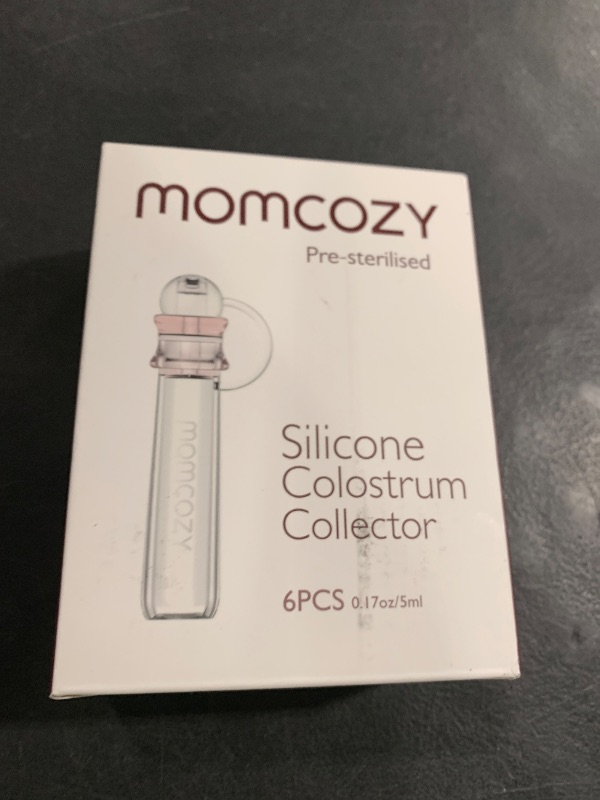 momcozy
Pre-sterilised
momcozy
Silicone
Colostrum
Collector
6PCS 0.17oz/5ml